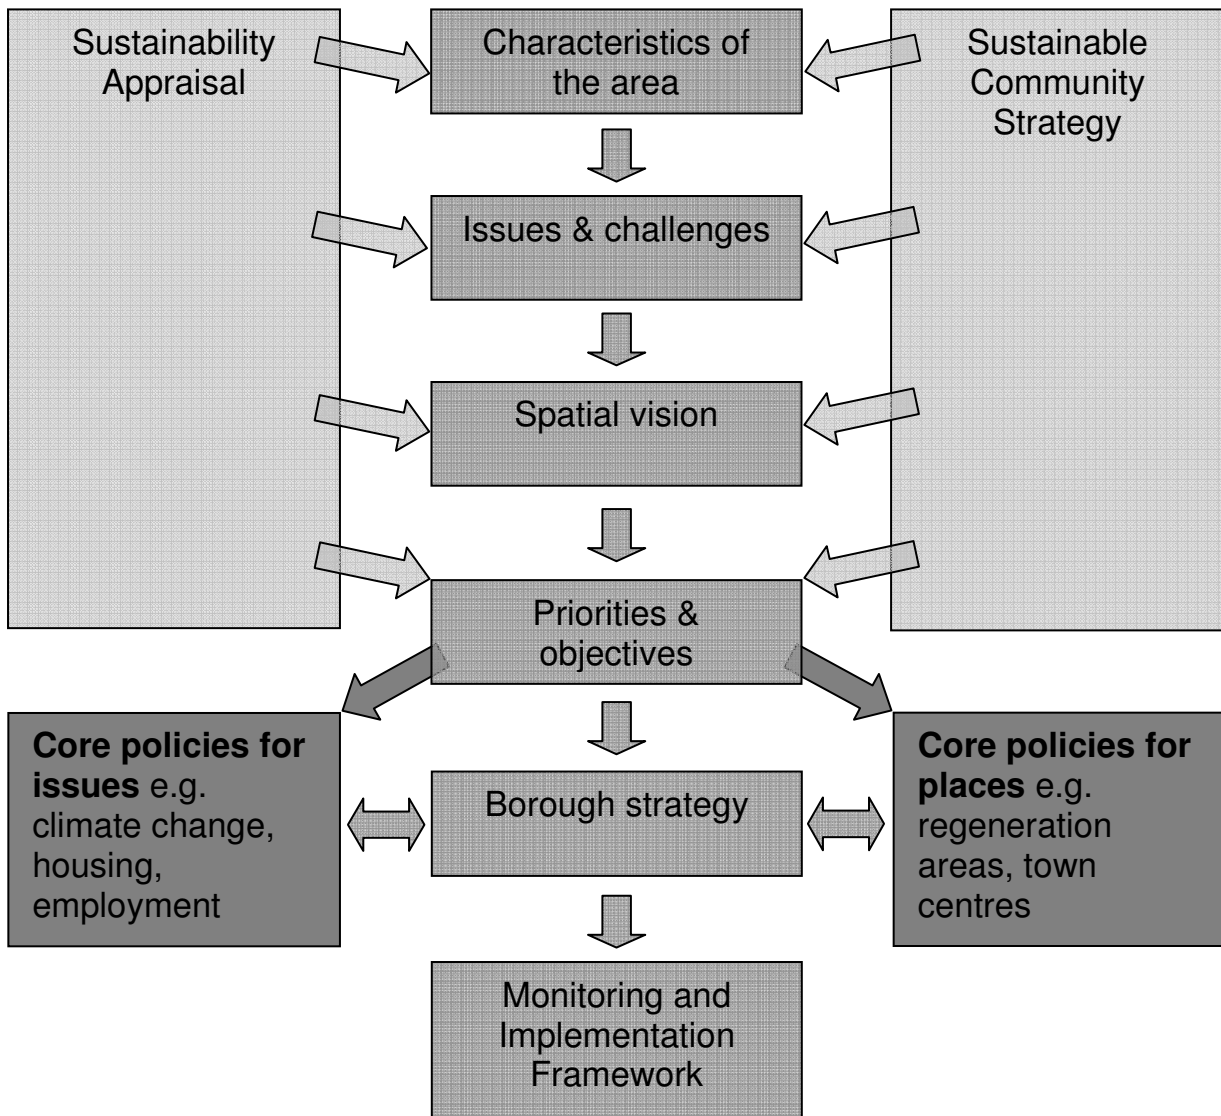 Sustainability
Appraisal
Characteristics of
the area
Sustainable
Community
Strategy
Issues & challenges
Spatial vision
Priorities &
objectives
Core policies for
issues e.g.
climate change,
housing,
employment
Borough strategy
Core policies for
places e.g.
regeneration
areas, town
centres
Monitoring and
Implementation
Framework